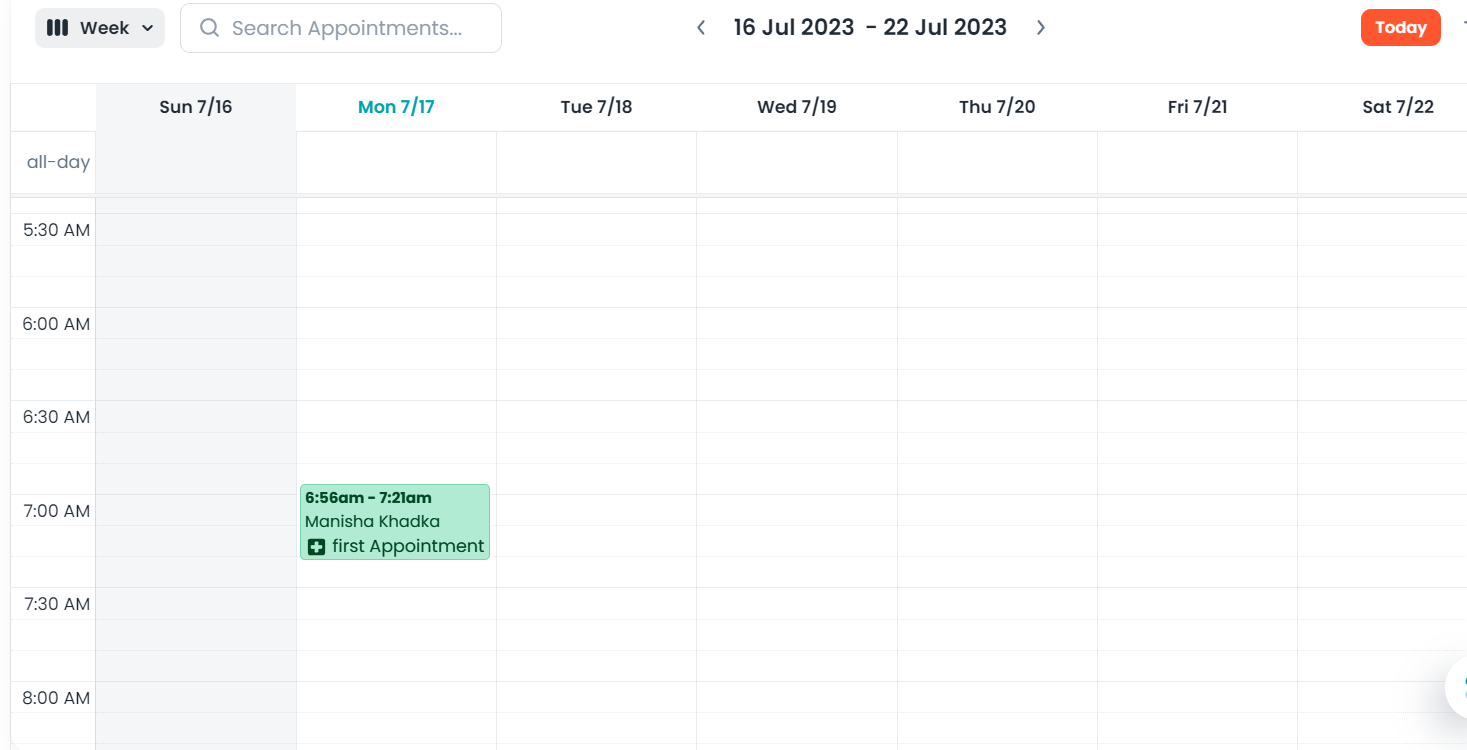 Week
Search Appointments...
16 Jul 2023 - 22 Jul 2023
Today
Sun 7/16
Mon 7/17
Tue 7/18
Wed 7/19
Thu 7/20
Fri 7/21
Sat 7/22
all-day
5:30 AM
6:00 AM
6:30 AM
6:56am - 7:21am
Manisha Khadka
first Appointment
7:00 AM
7:30 AM
8:00 AM